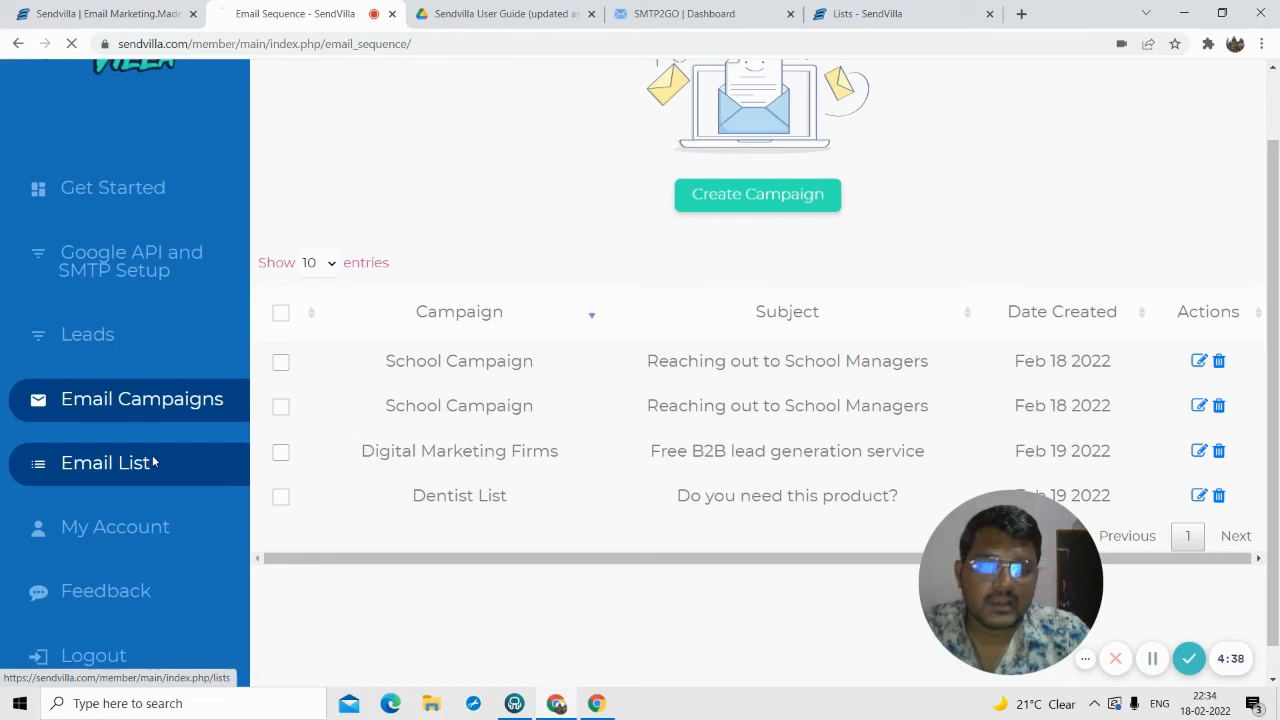 Email Marketing Made
Email Sequence - SendVil
Sendvilla User Guide (updated as
SMTP2GO | Dashboard
Lists - SendVilla
sendvilla.com/member/main/index.php/email_sequence/
Get Started
Google API and
SMTP Setup
Leads
Email Campaigns
Email List
My Account
Feedback
Logout
https://sendvilla.com/member/main/index.php/lists
Create Campaign
Show 10 entries
Campaign Subject Date Created Actions
School Campaign Reaching out to School Managers Feb 18 2022
School Campaign Reaching out to School Managers Feb 18 2022
Digital Marketing Firms Free B2B lead generation service Feb 19 2022
Dentist List Do you need this product? 19 2022
Previous 1 Next
4:38
Type here to search
21°C Clear
ENG
22:34
18-02-2022
3